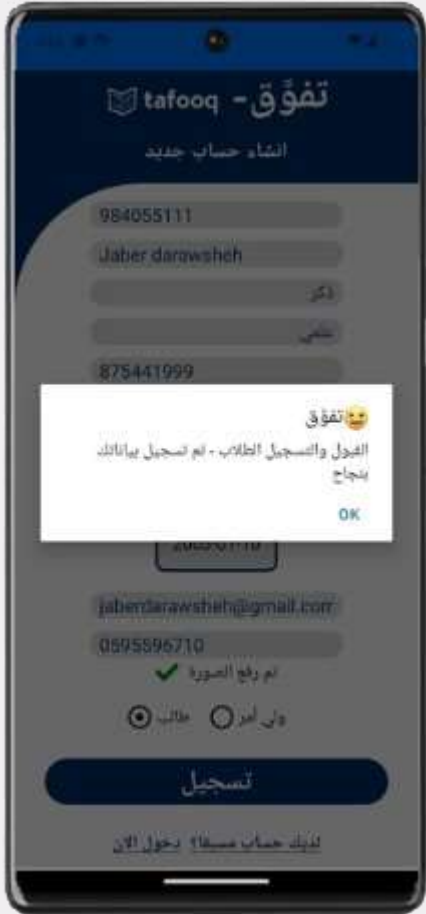 تفوَّق - tafooq
انشاء حساب جديد
984055111
Jaber darawsheh
ذكر
علمي
875441999
تفوَّق
القبول والتسجيل الطلاب - تم تسجيل بياناتك
بنجاح
OK
jaberdarawsheh@gmail.com
0595596710
تم رفع الصورة
ولي أمر
طالب
تسجيل
لديك حساب مسبقا؟ دخول الان